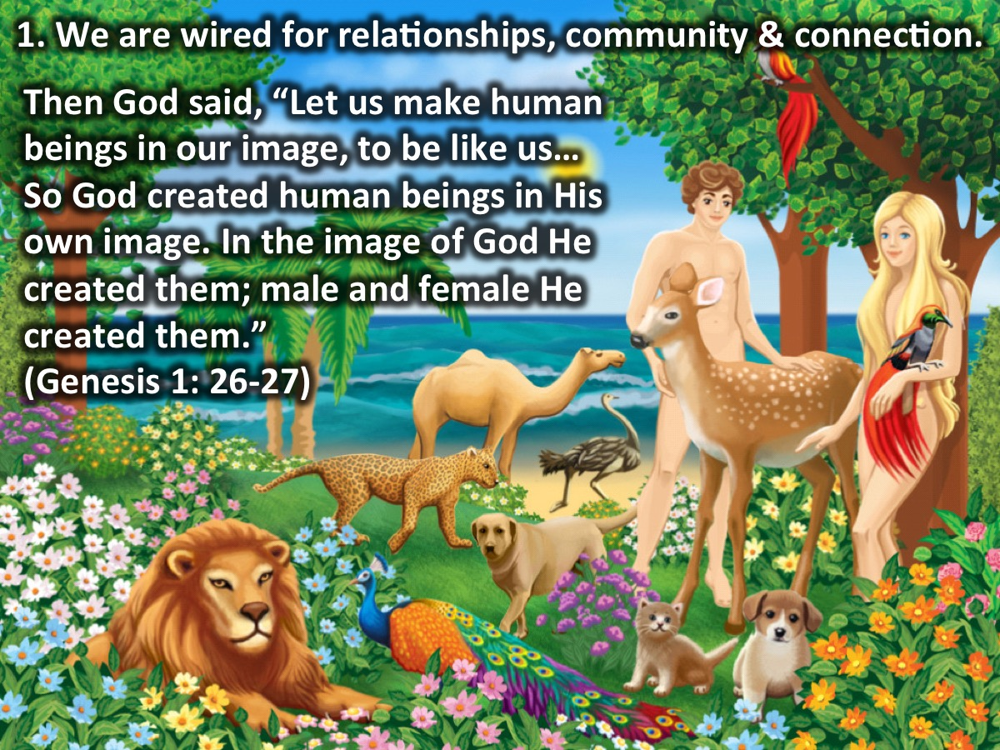 1. We are wired for relationships, community & connection.
Then God said, “Let us make human
beings in our image, to be like us...
So God created human beings in His
own image. In the image of God He
created them; male and female He
created them.”
(Genesis 1: 26-27)